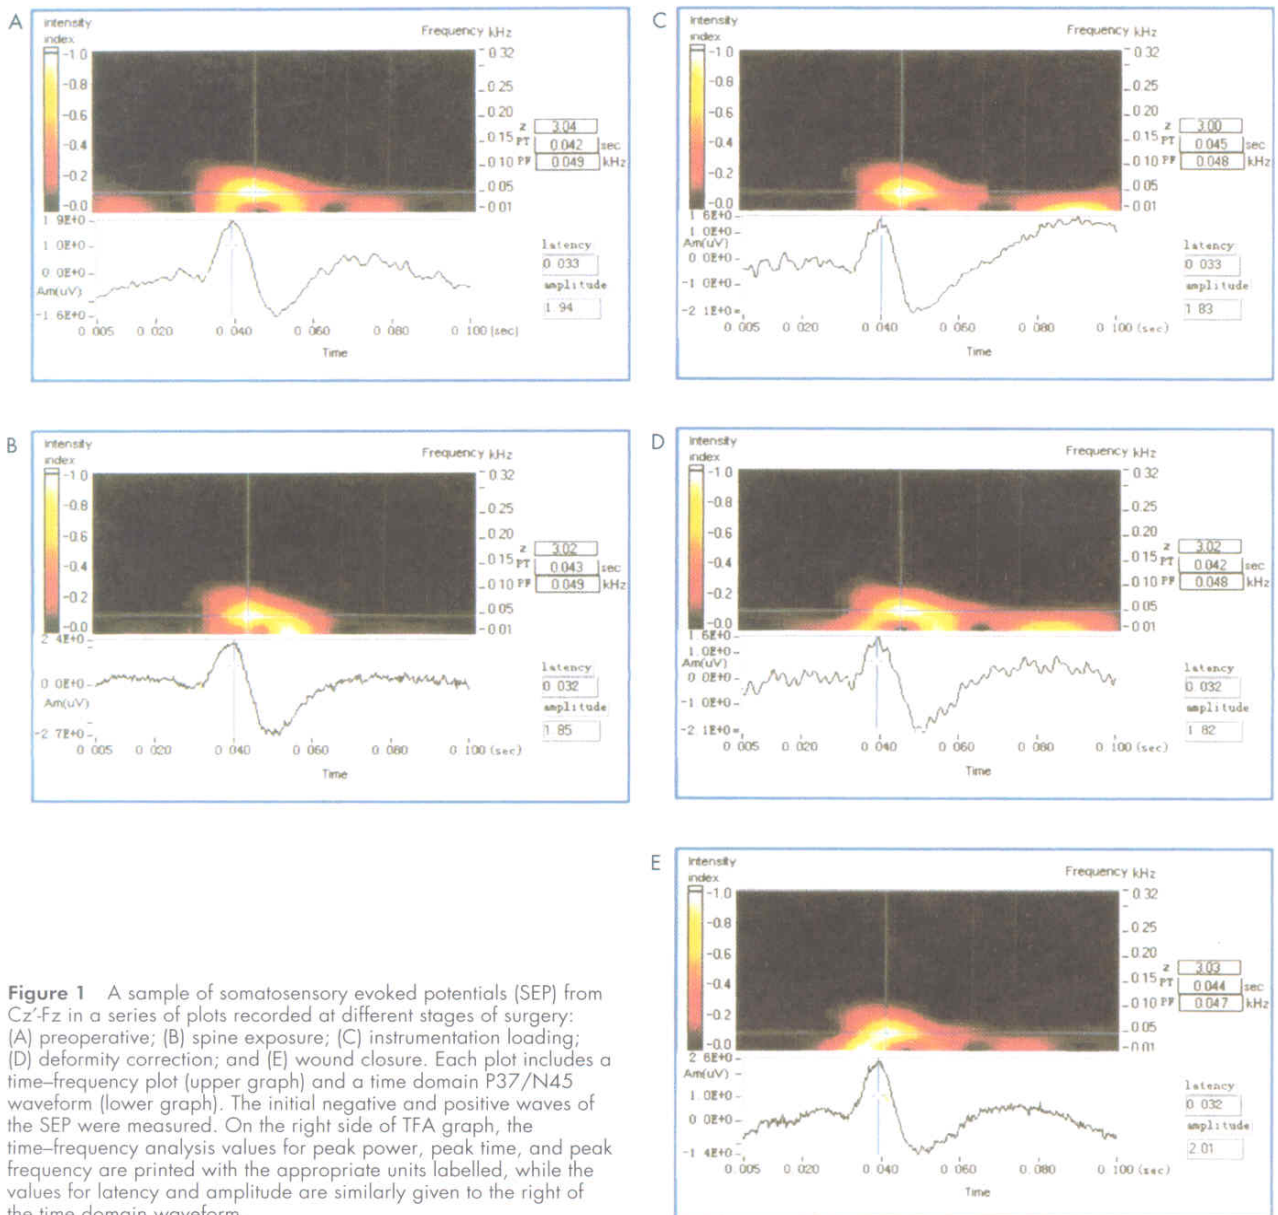 A
Intensity
index
Frequency kHz
-1 0
-0.8
-0.6
-0.4
-0.2
-0.0
0 32
0.25
0 20
0 15
0 10
0 05
0 01
z 3.04
PT 0.042 sec
PF 0.049 kHz
1 9E+0
1 0E+0
0 0E+0
Am(uV)
-1 6E+0
0 005 0 020 0 040 0 060 0 080 0 100 (sec)
Time
latency
0 033
amplitude
1 94
B
Intensity
index
Frequency kHz
-1 0
-0.8
-0.6
-0.4
-0.2
-0.0
0 32
0.25
0.20
0 15
0 10
0 05
0 01
z 3.02
PT 0.043 sec
PF 0.049 kHz
2 4E+0
0 0E+0
Am(uV)
-2 7E+0
0 005 0 020 0 040 0 060 0 080 0 100 (sec)
Time
latency
0 032
amplitude
1 85
C
Intensity
index
Frequency kHz
-1.0
-0.8
-0.6
-0.4
-0.2
-0.0
0 32
0.25
0.20
0 15
0 10
0 05
0 01
z 3.00
PT 0.045 sec
PF 0.048 kHz
1 6E+0
1 0E+0
Am(uV)
0 0E+0
-1 0E+0
-2 1E+0
0 005 0 020 0 040 0 060 0 080 0 100 (sec)
Time
latency
0 033
amplitude
1 83
D
Intensity
index
Frequency kHz
-1 0
-0.8
-0.6
-0.4
-0.2
-0.0
0 32
0.25
0.20
0 15
0 10
0 05
0 01
z 3.02
PT 0.042 sec
PF 0.048 kHz
1 6E+0
1.0E+0
Am(uV)
0 0E+0
-1 0E+0
-2 1E+0
0 005 0 020 0 040 0 060 0 080 0 100 (sec)
Time
latency
0 032
amplitude
1 82
E
Intensity
index
Frequency kHz
-1 0
-0.8
-0.6
-0.4
-0.2
-0.0
0 32
0.25
0.20
0 15
0 10
0 05
0 01
z 3.03
PT 0.044 sec
PF 0.047 kHz
2 6E+0
Am(uV)
1 0E+0
0 0E+0
-1 4E+0
0 005 0 020 0 040 0 060 0 080 0 100 (sec)
Time
latency
0 032
amplitude
2.01
Figure 1 A sample of somatosensory evoked potentials (SEP) from
Cz′-Fz in a series of plots recorded at different stages of surgery:
(A) preoperative; (B) spine exposure; (C) instrumentation loading;
(D) deformity correction; and (E) wound closure. Each plot includes a
time–frequency plot (upper graph) and a time domain P37/N45
waveform (lower graph). The initial negative and positive waves of
the SEP were measured. On the right side of TFA graph, the
time–frequency analysis values for peak power, peak time, and peak
frequency are printed with the appropriate units labelled, while the
values for latency and amplitude are similarly given to the right of
the time domain waveform